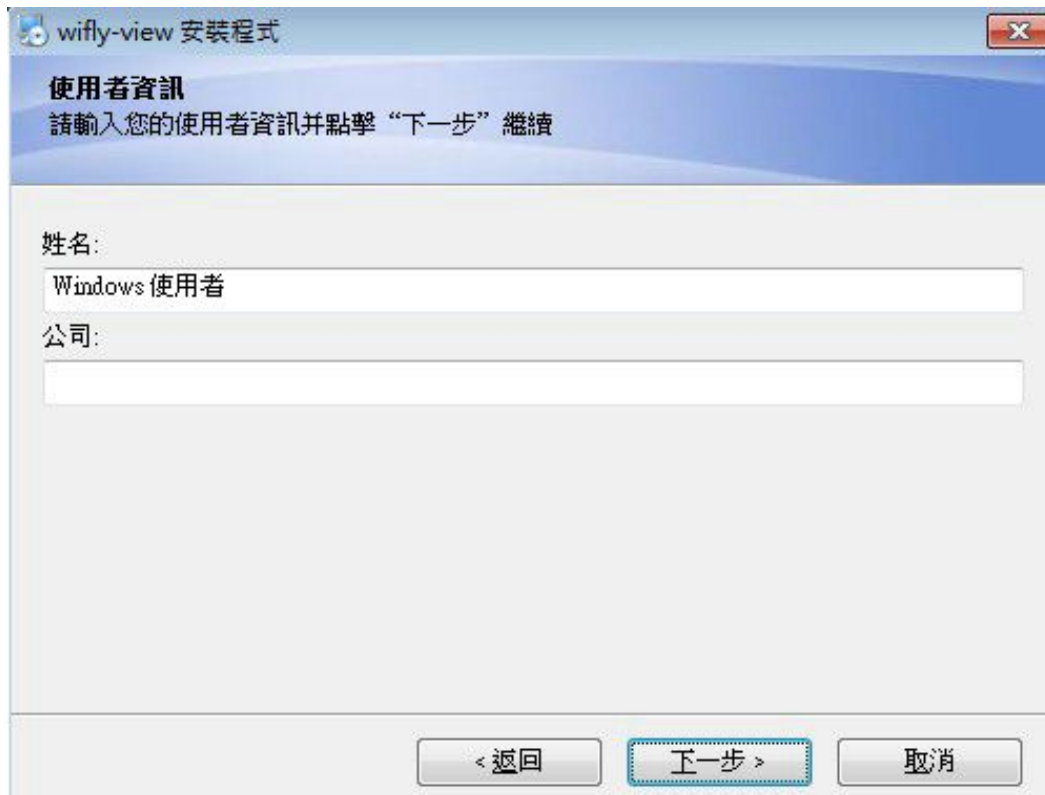 wifly-view 安裝程式
使用者資訊
請輸入您的使用者資訊并點擊“下一步”繼續
姓名:
Windows 使用者
公司:
< 返回
下一步 >
取消